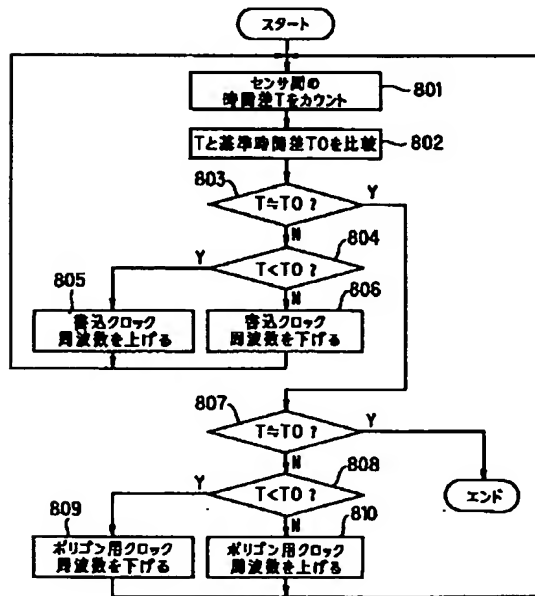 スタート
センサ間の
時間差Tをカウント
801
Tと基準時間差TOを比較
802
803
T≒TO?
Y
N
804
T<TO?
Y
N
805
書込クロック
周波数を上げる
806
書込クロック
周波数を下げる
807
T≒TO?
Y
N
808
T<TO?
Y
N
エンド
809
ポリゴン用クロック
周波数を下げる
810
ポリゴン用クロック
周波数を上げる